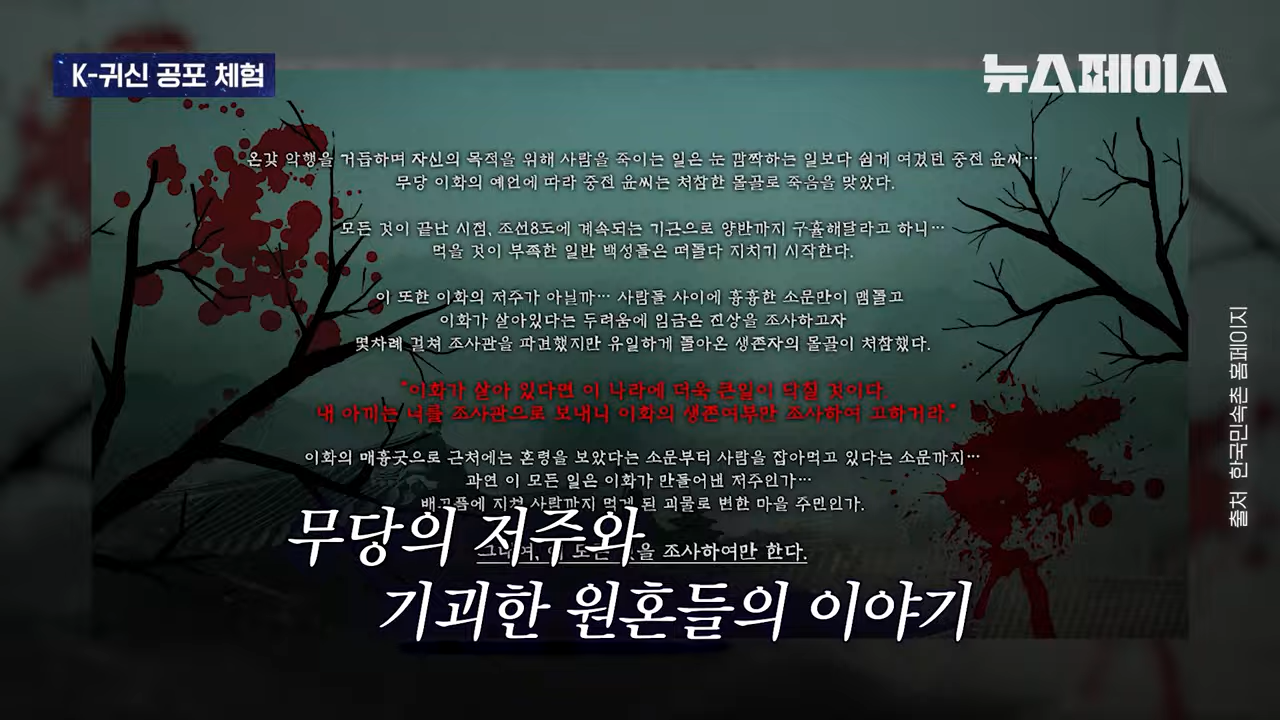 K-귀신 공포 체험
뉴스페이스
온갖 악행을 거듭하며 자신의 목적을 위해 사람을 죽이는 일은 눈 깜짝하는 일보다 쉽게 여겼던 중전 윤씨…
무당 이화의 예언에 따라 중전 윤씨는 처참한 몰골로 죽음을 맞았다.
모든 것이 끝난 시점, 조선8도에 계속되는 기근으로 양반까지 구휼해달라고 하니…
먹을 것이 부족한 일반 백성들은 떠돌다 지치기 시작한다.
이 또한 이화의 저주가 아닐까… 사람들 사이에 흉흉한 소문만이 맴돌고
이화가 살아있다는 두려움에 임금은 진상을 조사하고자
몇차례 걸쳐 조사관을 파견했지만 유일하게 돌아온 생존자의 몰골이 처참했다.
"이화가 살아 있다면 이 나라에 더욱 큰일이 닥칠 것이다.
내 아끼는 너를 조사관으로 보내니 이화의 생존여부만 조사하여 고하거라."
이화의 매흉굿으로 근처에는 혼령을 보았다는 소문부터 사람을 잡아먹고 있다는 소문까지…
과연 이 모든 일은 이화가 만들어낸 저주인가…
배고픔에 지쳐 사람까지 먹게 된 괴물로 변한 마을 주민인가.
조사하여만 한다.
무당의 저주와
기괴한 원혼들의 이야기
출처 한국민속촌 홈페이지